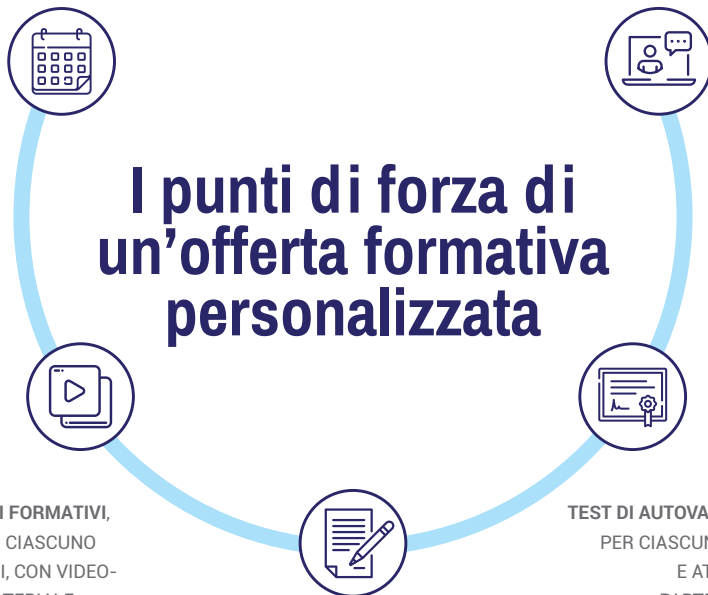 I punti di forza di
un’offerta formativa
personalizzata
I FORMATIVI,
CIASCUNO
I, CON VIDEO-
TEST DI AUTOVA
PER CIASCUN
E AT